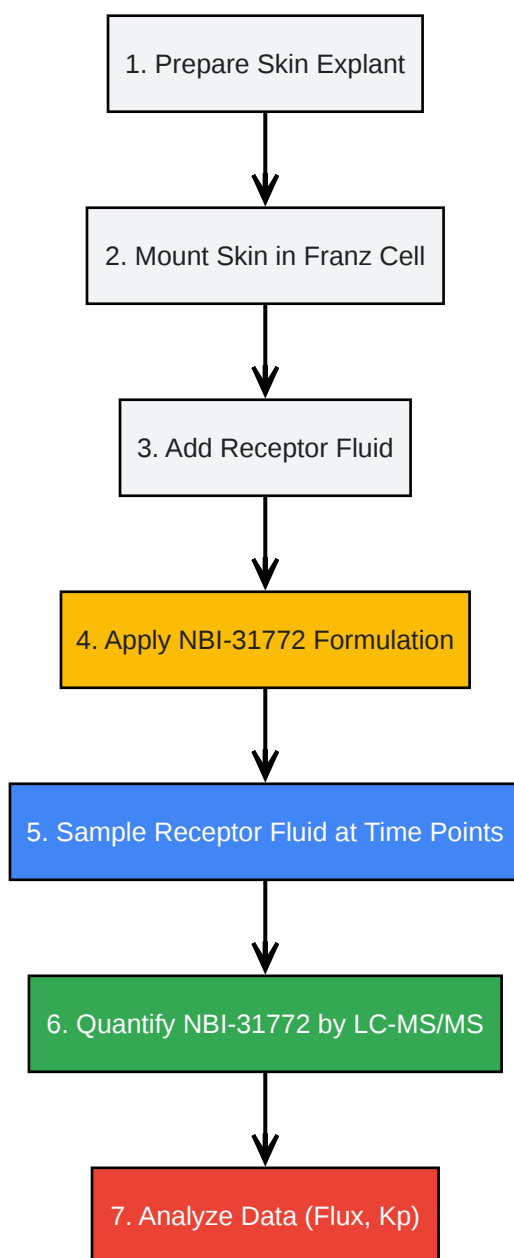 1. Prepare Skin Explant
2. Mount Skin in Franz Cell
3. Add Receptor Fluid
4. Apply NBI-31772 Formulation
5. Sample Receptor Fluid at Time Points
6. Quantify NBI-31772 by LC-MS/MS
7. Analyze Data (Flux, Kp)